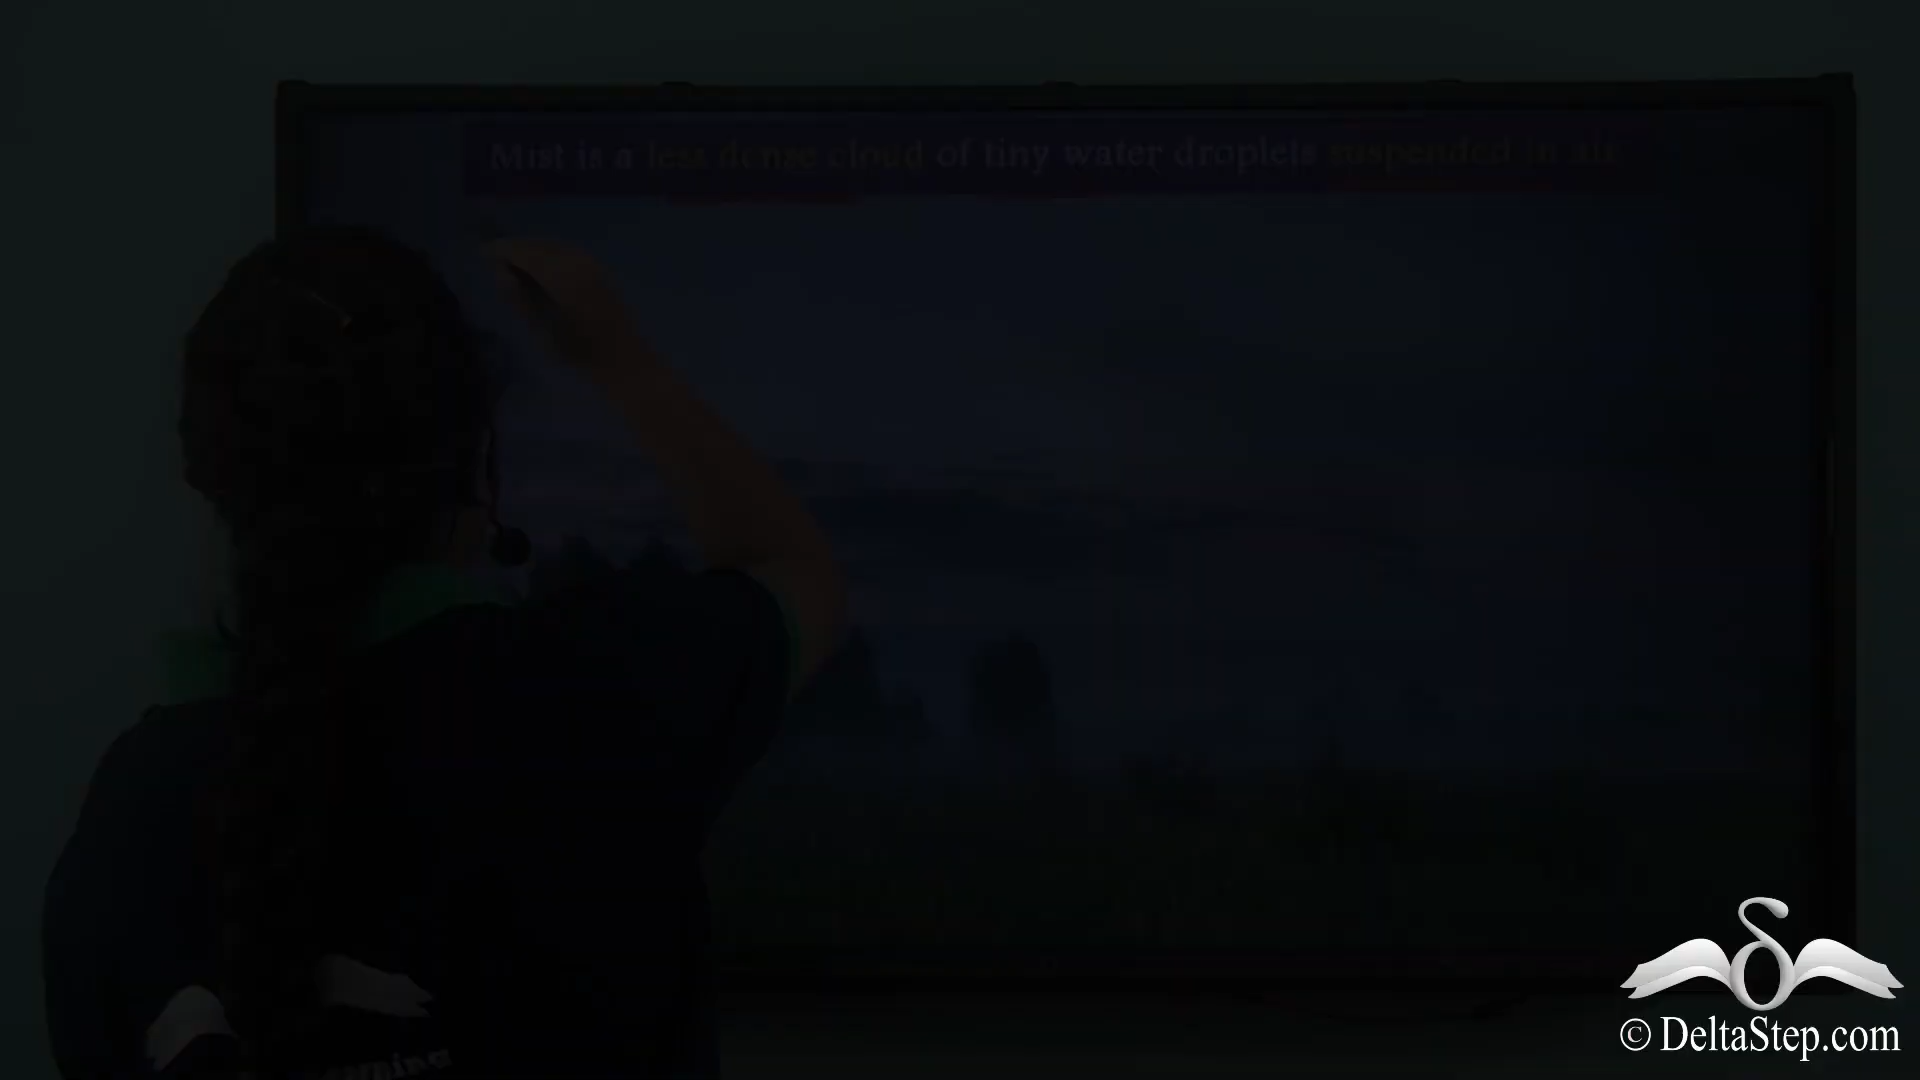 Mist is a less dense cloud of tiny water droplets suspended in air
© DeltaStep.com